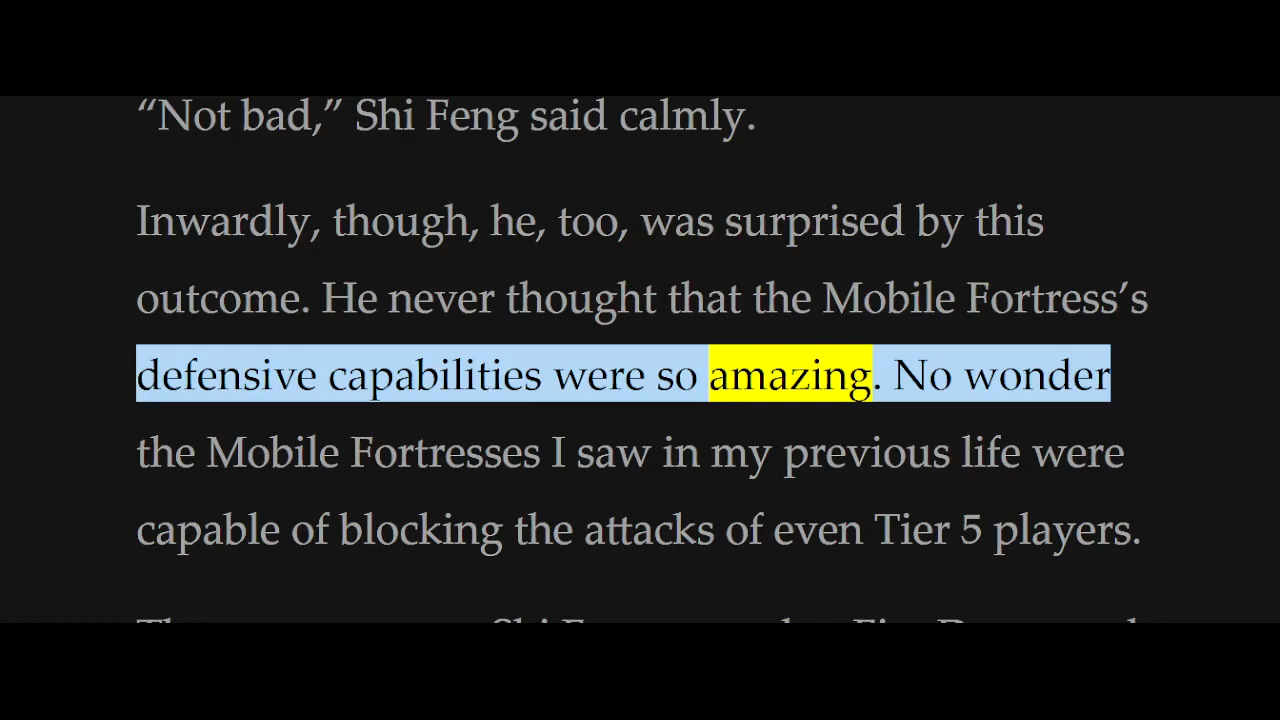 “Not bad,” Shi Feng said calmly.
Inwardly, though, he, too, was surprised by this
outcome. He never thought that the Mobile Fortress’s
defensive capabilities were so amazing. No wonder
the Mobile Fortresses I saw in my previous life were
capable of blocking the attacks of even Tier 5 players.